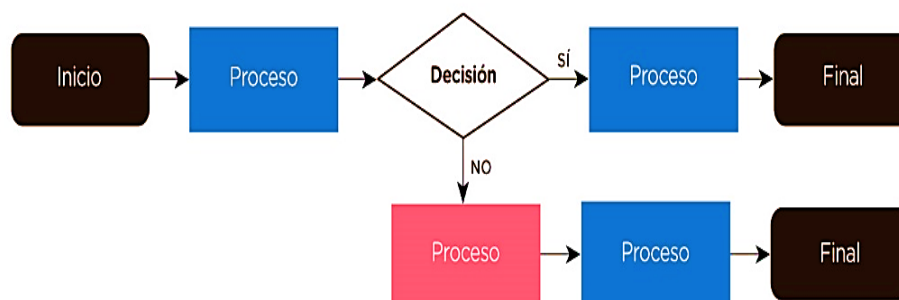 Inicio
Proceso
Decisión
SÍ
Proceso
Final
NO
Proceso
Proceso
Final